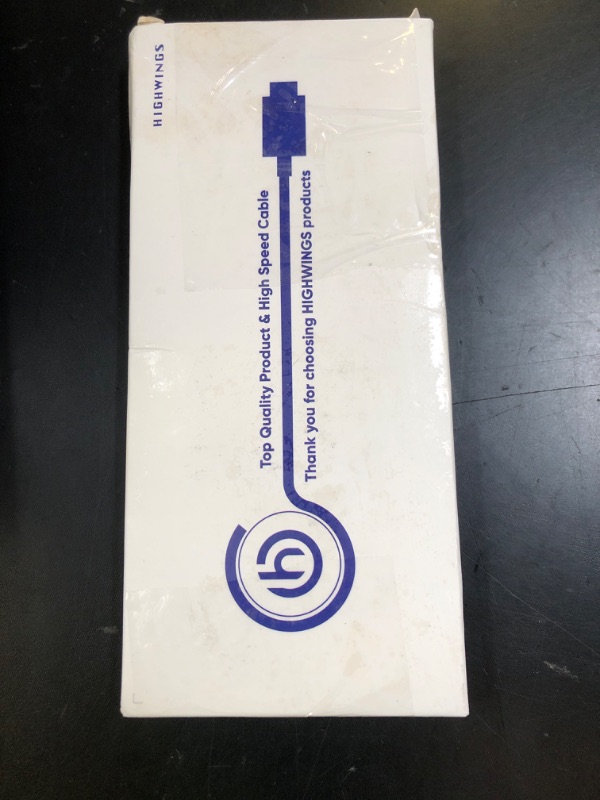 HIGHWINGS
Top Quality Product & High Speed Cable
Thank you for choosing HIGHWINGS products
h